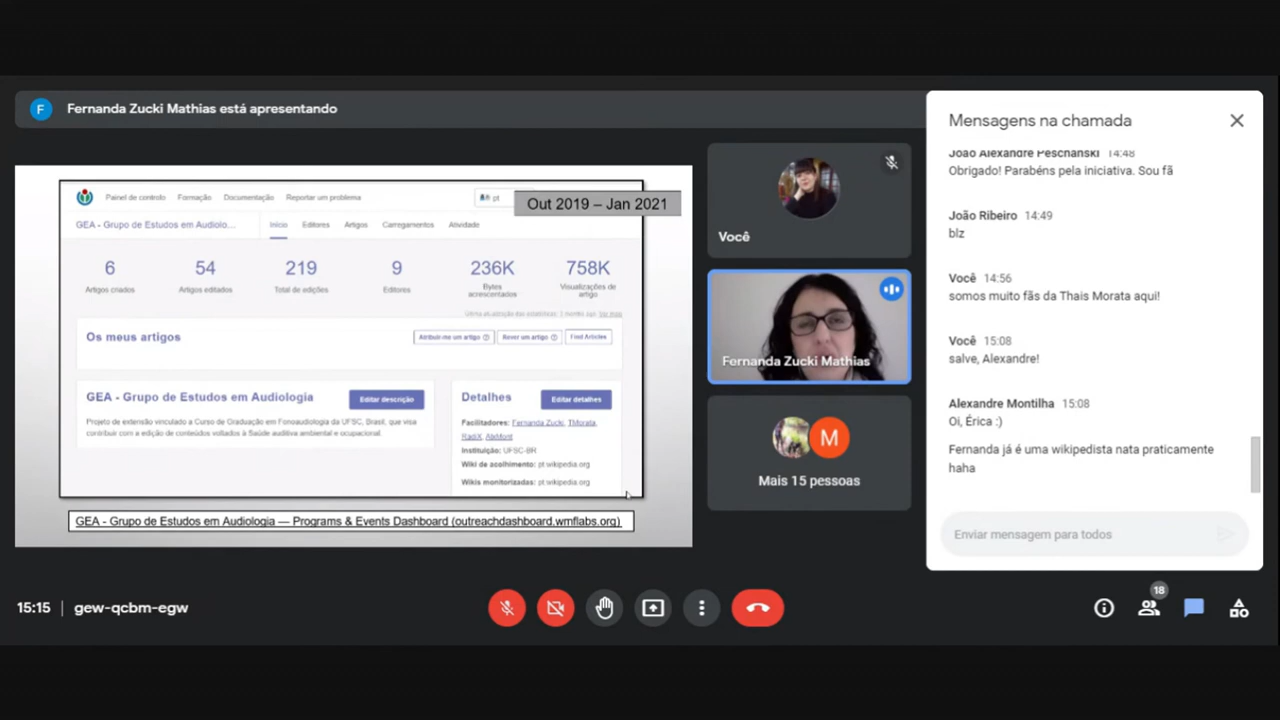 Fernanda Zucki Mathias está apresentando
F
Painel de controlo Formação Documentação Reportar um problema
pt
Out 2019 – Jan 2021
GEA - Grupo de Estudos em Audiolo... Início Editores Artigos Carregamentos Atividade
6 54 219 9 236K 758K
Artigos criados Artigos editados Total de edições Editores Bytes acrescentados Visualizações de artigo
Última atualização das estatísticas: 1 month ago. Ver mais
Os meus artigos
Atribuir-me um artigo Rever um artigo Find Articles
GEA - Grupo de Estudos em Audiologia Editar descrição
Projeto de extensão vinculado a Curso de Graduação em Fonoaudiologia da UFSC, Brasil, que visa
contribuir com a edição de conteúdos voltados à Saúde auditiva ambiental e ocupacional.
Detalhes Editar detalhes
Facilitadores: Fernanda Zucki, TMorata,
RadiX, AlxMont
Instituição: UFSC-BR
Wiki de acolhimento: pt.wikipedia.org
Wikis monitorizadas: pt.wikipedia.org
GEA - Grupo de Estudos em Audiologia — Programs & Events Dashboard (outreachdashboard.wmflabs.org)
Você
Fernanda Zucki Mathias
M
Mais 15 pessoas
Mensagens na chamada
João Alexandre Peschanski 14:48
Obrigado! Parabéns pela iniciativa. Sou fã
João Ribeiro 14:49
blz
Você 14:56
somos muito fãs da Thais Morata aqui!
Você 15:08
salve, Alexandre!
Alexandre Montilha 15:08
Oi, Érica :)
Fernanda já é uma wikipedista nata praticamente
haha
Enviar mensagem para todos
15:15 | gew-qcbm-egw
18